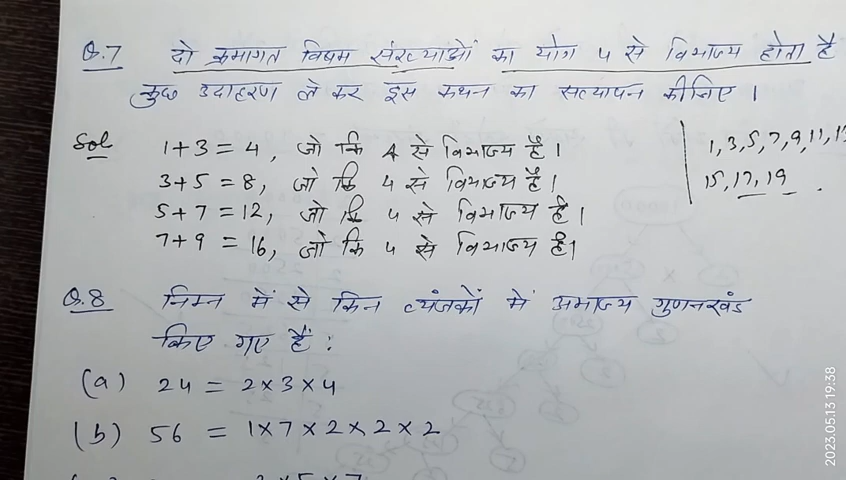 Q.7 दो क्रमागत विषम संख्याओं का योग 4 से विभाज्य होता है
कुछ उदाहरण ले कर इस कथन का सत्यापन कीजिए ।
Sol
1+3 = 4, जो कि 4 से विभाज्य है ।
3+5 = 8, जो कि 4 से विभाज्य है ।
5+7 = 12, जो कि 4 से विभाज्य है ।
7+9 = 16, जो कि 4 से विभाज्य है ।
1, 3, 5, 7, 9, 11, 13
15, 17, 19 .
Q.8 निम्न में से किन व्यंजकों में अभाज्य गुणनखंड
किए गए हैं :
(a) 24 = 2×3×4
(b) 56 = 1×7×2×2×2
2023.05.13 19:38